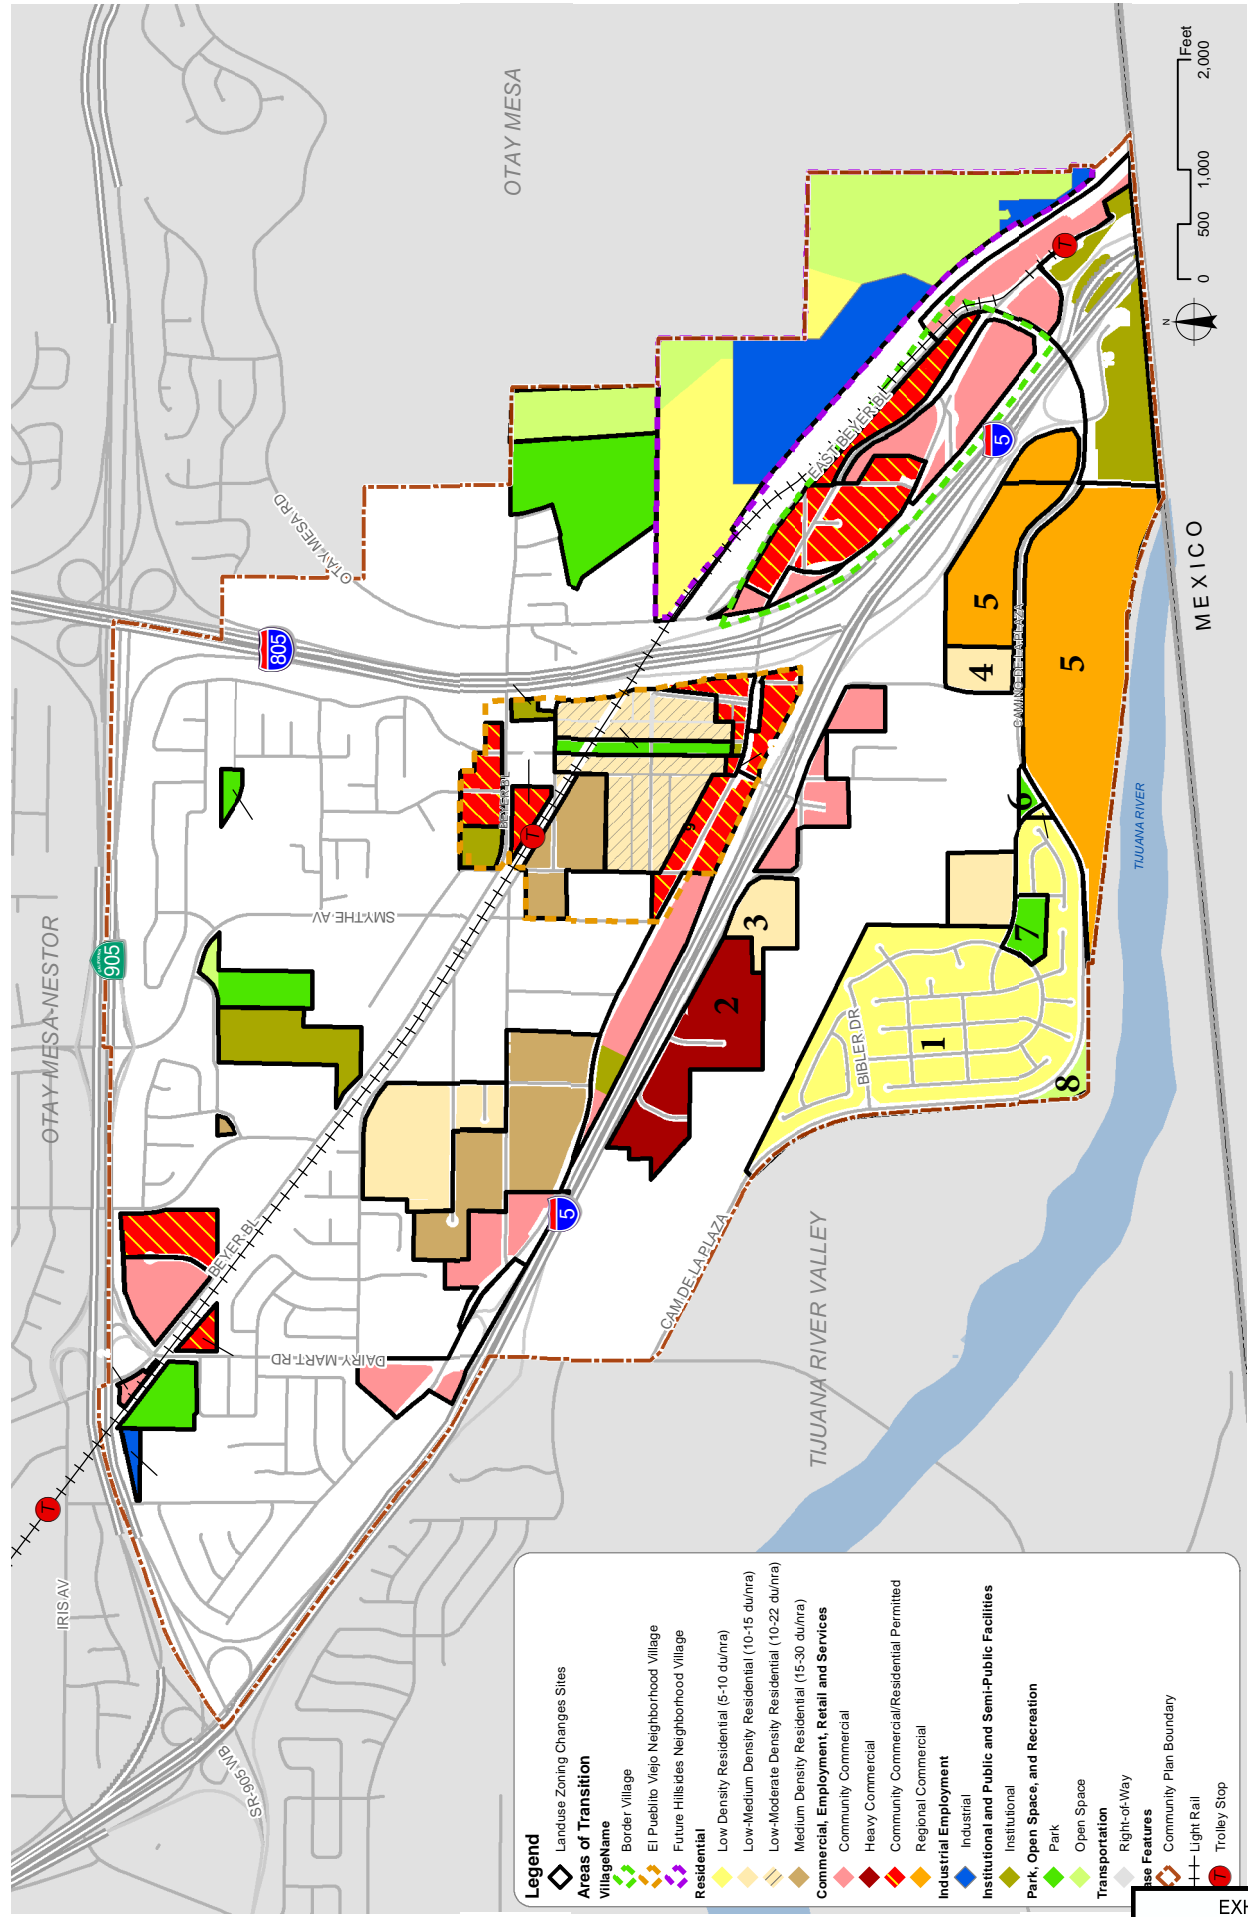 OTAY MESA-NESTOR
OTAY MESA
905
805
5
5
IRIS AV
SR-905 WB
BEYER BL
DAIRY MART RD
SMYTHE AV
OTAY MESA RD
BEYER BL
EAST BEYER BL
CAM DE LA PLAZA
CAMINO DE LA PLAZA
BIBLER DR
TIJUANA RIVER VALLEY
TIJUANA RIVER
MEXICO
1
2
3
4
5
5
6
7
8
9
T
T
T
N
0 500 1,000 2,000
Feet
Legend
Landuse Zoning Changes Sites
Areas of Transition
VillageName
Border Village
El Pueblito Viejo Neighborhood Village
Future Hillsides Neighborhood Village
Residential
Low Density Residential (5-10 du/nra)
Low-Medium Density Residential (10-15 du/nra)
Low-Moderate Density Residential (10-22 du/nra)
Medium Density Residential (15-30 du/nra)
Commercial, Employment, Retail and Services
Community Commercial
Heavy Commercial
Community Commercial/Residential Permitted
Regional Commercial
Industrial Employment
Industrial
Institutional and Public and Semi-Public Facilities
Institutional
Park, Open Space, and Recreation
Park
Open Space
Transportation
Right-of-Way
ase Features
Community Plan Boundary
Light Rail
T Trolley Stop
EXH